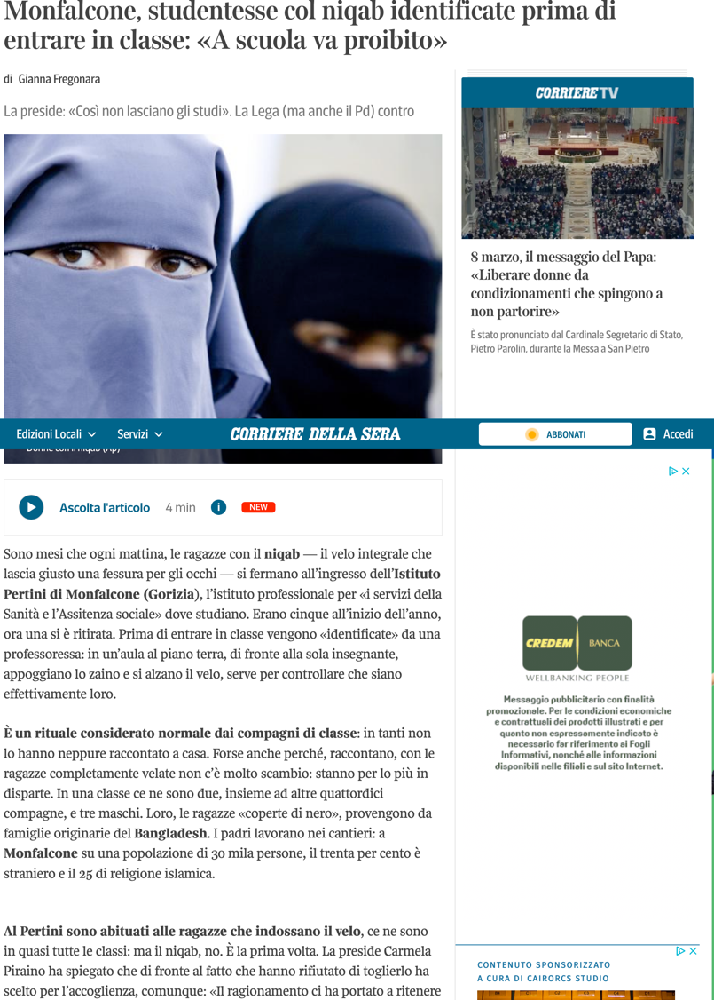 Monfalcone, studentesse col niqab identificate prima di
entrare in classe: «A scuola va proibito»
di Gianna Fregonara
La preside: «Così non lasciano gli studi». La Lega (ma anche il Pd) contro
CORRIERE TV
8 marzo, il messaggio del Papa:
«Liberare donne da
condizionamenti che spingono a
non partorire»
È stato pronunciato dal Cardinale Segretario di Stato,
Pietro Parolin, durante la Messa a San Pietro
Edizioni Locali
Servizi
CORRIERE DELLA SERA
ABBONATI
Accedi
Donne con il niqab (Ap)
Ascolta l'articolo 4 min i NEW
Sono mesi che ogni mattina, le ragazze con il niqab — il velo integrale che
lascia giusto una fessura per gli occhi — si fermano all'ingresso dell'Istituto
Pertini di Monfalcone (Gorizia), l'istituto professionale per «i servizi della
Sanità e l'Assitenza sociale» dove studiano. Erano cinque all'inizio dell'anno,
ora una si è ritirata. Prima di entrare in classe vengono «identificate» da una
professoressa: in un'aula al piano terra, di fronte alla sola insegnante,
appoggiano lo zaino e si alzano il velo, serve per controllare che siano
effettivamente loro.
È un rituale considerato normale dai compagni di classe: in tanti non
lo hanno neppure raccontato a casa. Forse anche perché, raccontano, con le
ragazze completamente velate non c'è molto scambio: stanno per lo più in
disparte. In una classe ce ne sono due, insieme ad altre quattordici
compagne, e tre maschi. Loro, le ragazze «coperte di nero», provengono da
famiglie originarie del Bangladesh. I padri lavorano nei cantieri: a
Monfalcone su una popolazione di 30 mila persone, il trenta per cento è
straniero e il 25 di religione islamica.
Al Pertini sono abituati alle ragazze che indossano il velo, ce ne sono
in quasi tutte le classi: ma il niqab, no. È la prima volta. La preside Carmela
Piraino ha spiegato che di fronte al fatto che hanno rifiutato di toglierlo ha
scelto per l'accoglienza, comunque: «Il ragionamento ci ha portato a ritenere
CREDEM BANCA
WELLBANKING PEOPLE
Messaggio pubblicitario con finalità
promozionale. Per le condizioni economiche
e contrattuali dei prodotti illustrati e per
quanto non espressamente indicato è
necessario far riferimento ai Fogli
Informativi, nonché alle informazioni
disponibili nelle filiali e sul sito Internet.
CONTENUTO SPONSORIZZATO
A CURA DI CAIRORCS STUDIO